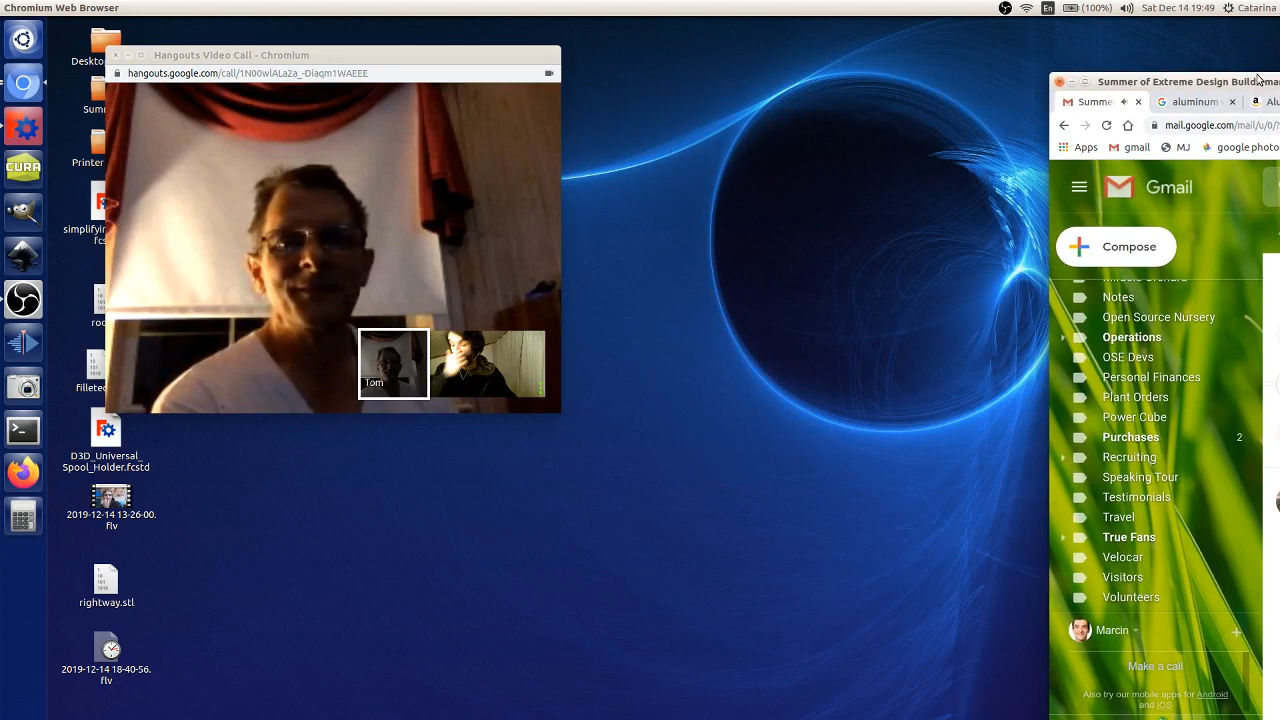 Chromium Web Browser
En
(100%)
Sat Dec 14 19:49
Catarina
Hangouts Video Call - Chromium
hangouts.google.com/call/1N00wlALa2a_-Diaqm1WAEEE
Tom
Deskto
Sum
Printer
simplifyin
fcs
roo
fillete
D3D_Universal_
Spool_Holder.fcstd
2019-12-14 13-26-00.
flv
rightway.stl
2019-12-14 18-40-56.
flv
CURA
Summer of Extreme Design Build
Summe
aluminum
Alu
mail.google.com/mail/u/0/?
Apps
gmail
MJ
google photo
Gmail
Compose
Notes
Open Source Nursery
Operations
OSE Devs
Personal Finances
Plant Orders
Power Cube
Purchases 2
Recruiting
Speaking Tour
Testimonials
Travel
True Fans
Velocar
Visitors
Volunteers
Marcin
Make a call
Also try our mobile apps for Android
and iOS